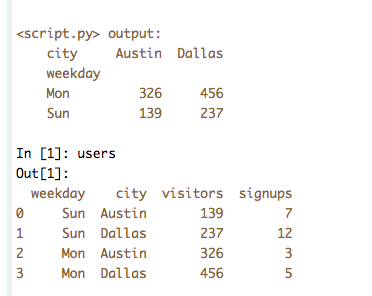 <script.py> output:
city Austin Dallas
weekday
Mon 326 456
Sun 139 237
In [1]: users
Out[1]:
weekday city visitors signups
0 Sun Austin 139 7
1 Sun Dallas 237 12
2 Mon Austin 326 3
3 Mon Dallas 456 5